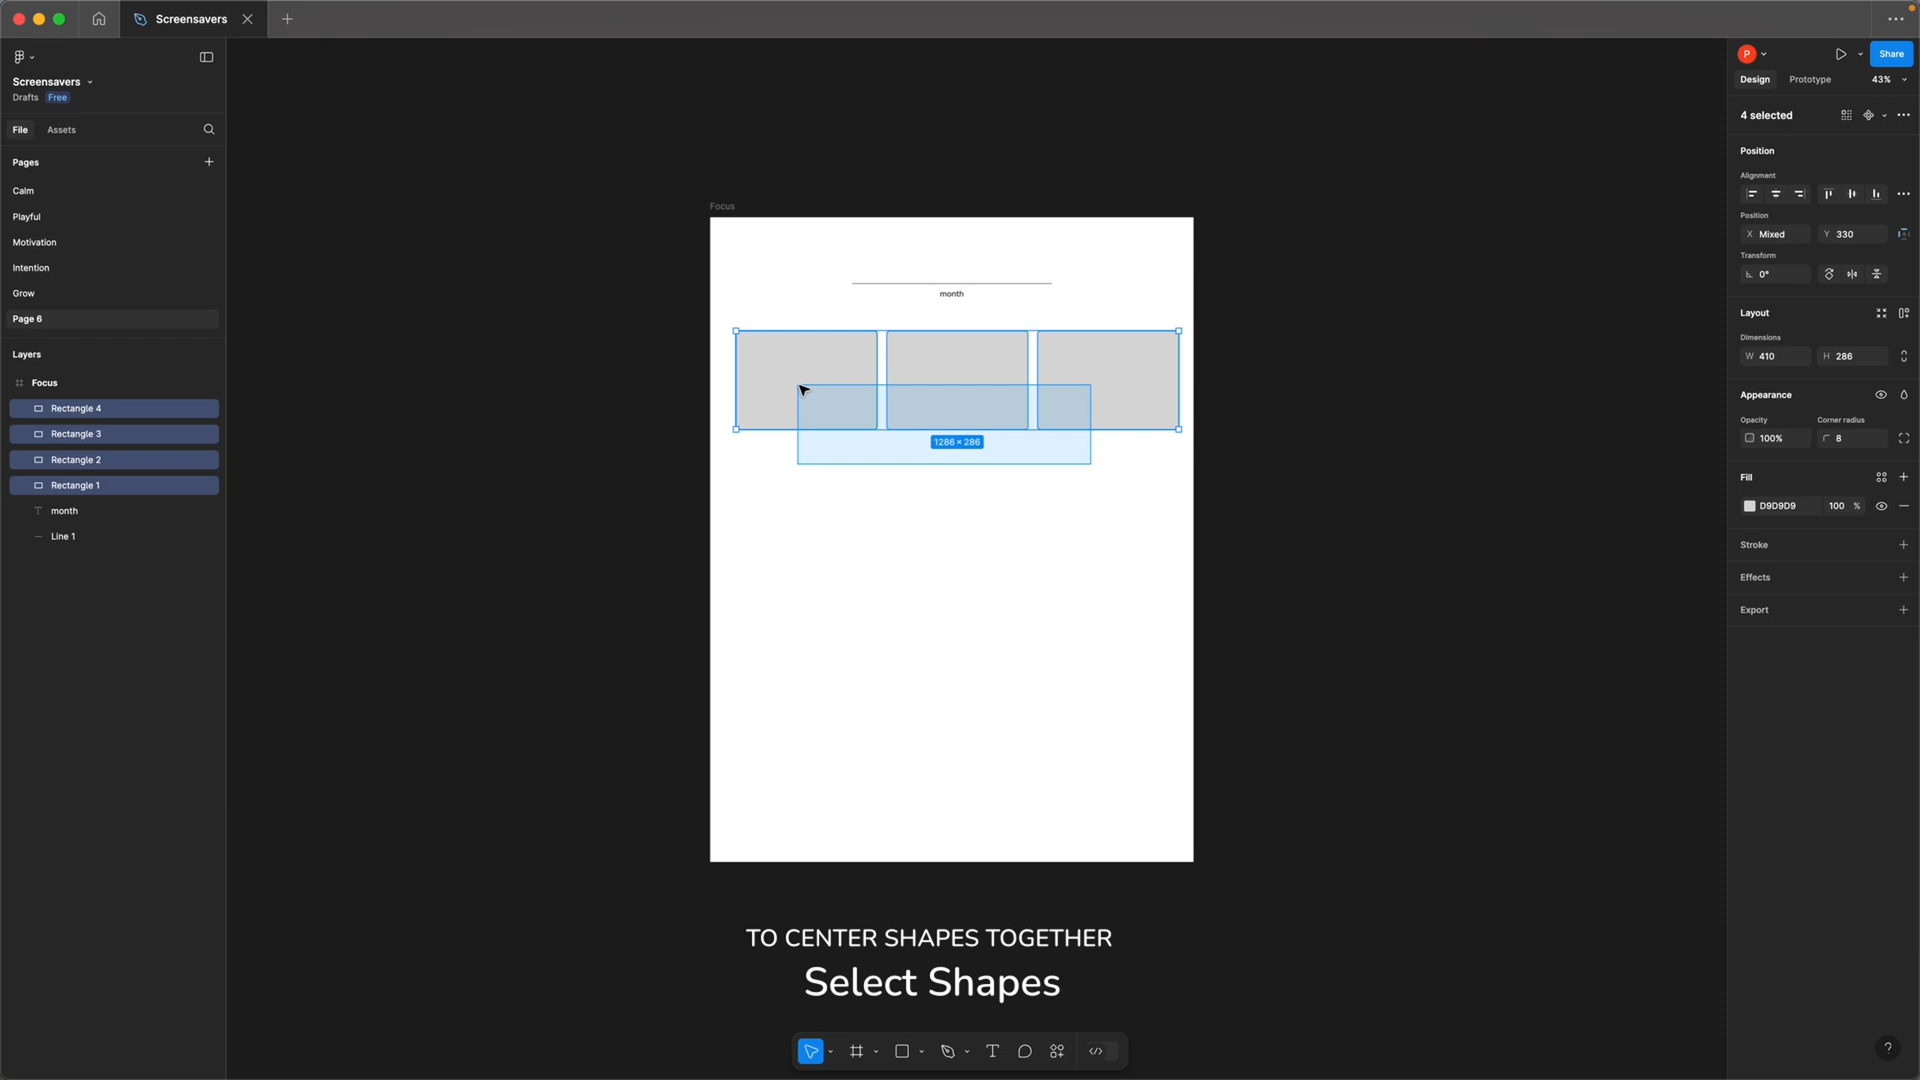 Screensavers
Screensavers
Drafts Free
File Assets
Pages
Calm
Playful
Motivation
Intention
Grow
Page 6
Layers
Focus
Rectangle 4
Rectangle 3
Rectangle 2
Rectangle 1
month
Line 1
Focus
month
1286 × 286
TO CENTER SHAPES TOGETHER
Select Shapes
P
Share
Design Prototype 43%
4 selected
Position
Alignment
Position
X Mixed Y 330
Transform
0°
Layout
Dimensions
W 410 H 286
Appearance
Opacity Corner radius
100% 8
Fill
D9D9D9 100 %
Stroke
Effects
Export
?